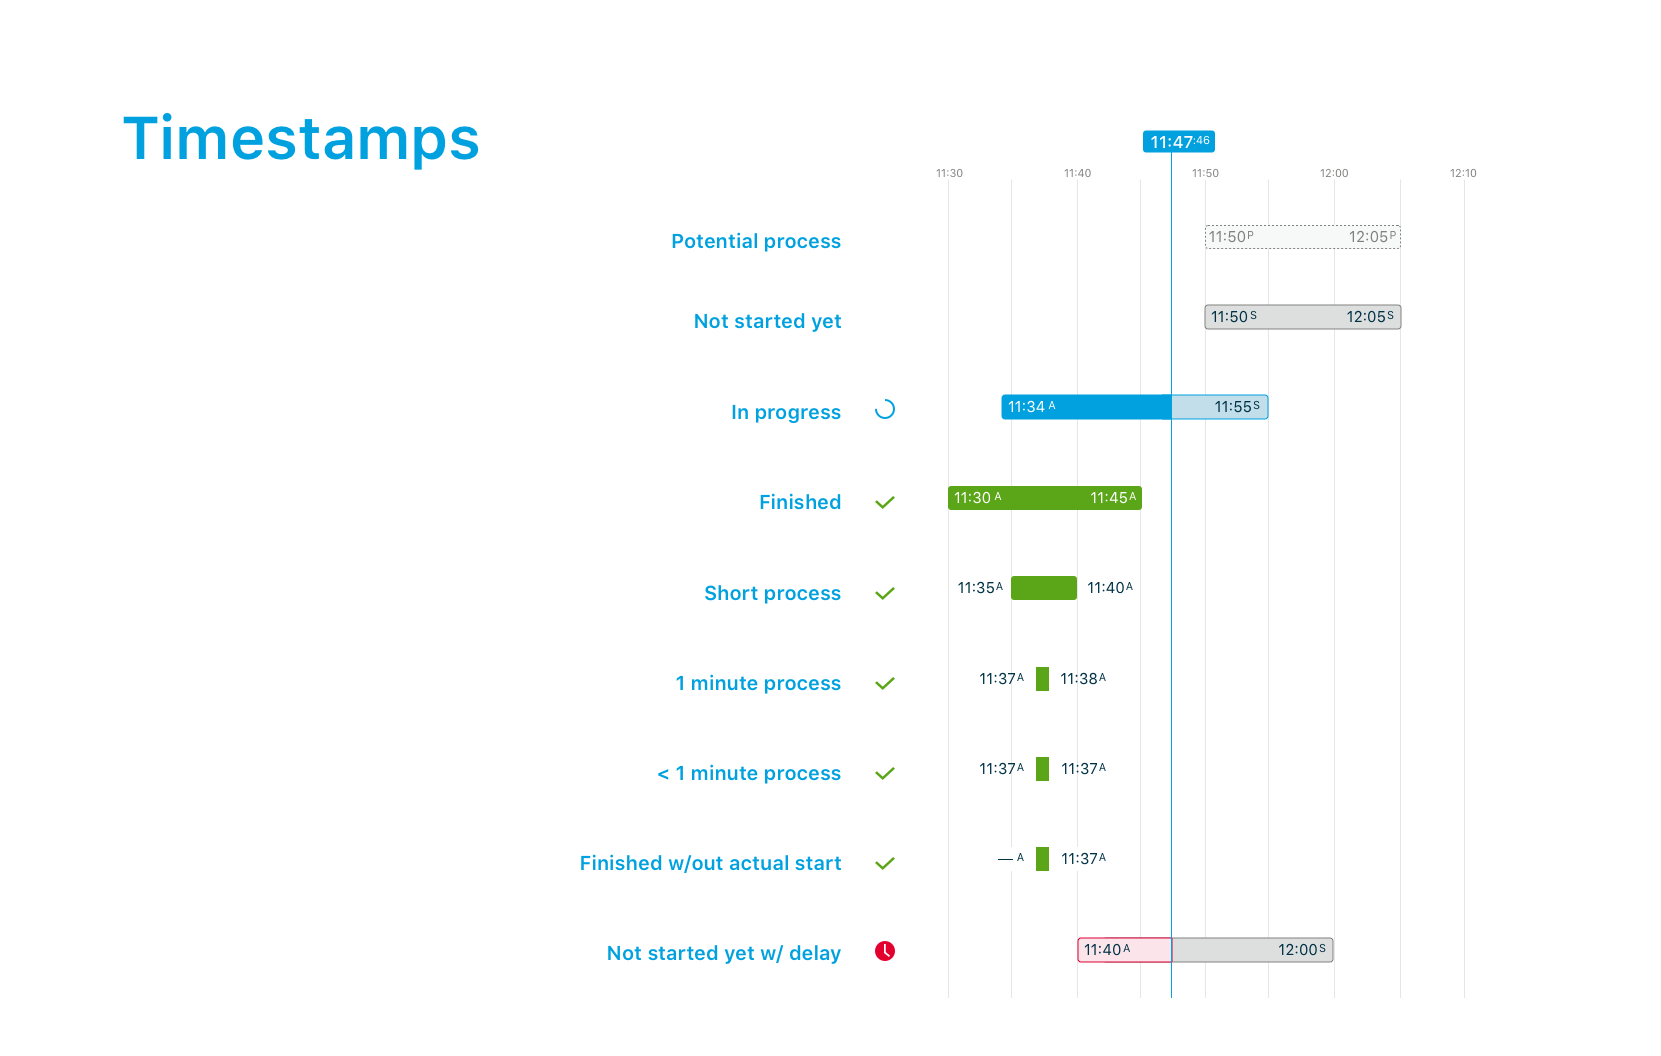 Timestamps
11:47:46
11:30 11:40 11:50 12:00 12:10
Potential process 11:50P 12:05P
Not started yet 11:50S 12:05S
In progress 11:34A 11:55S
Finished 11:30A 11:45A
Short process 11:35A 11:40A
1 minute process 11:37A 11:38A
< 1 minute process 11:37A 11:37A
Finished w/out actual start —A 11:37A
Not started yet w/ delay 11:40A 12:00S